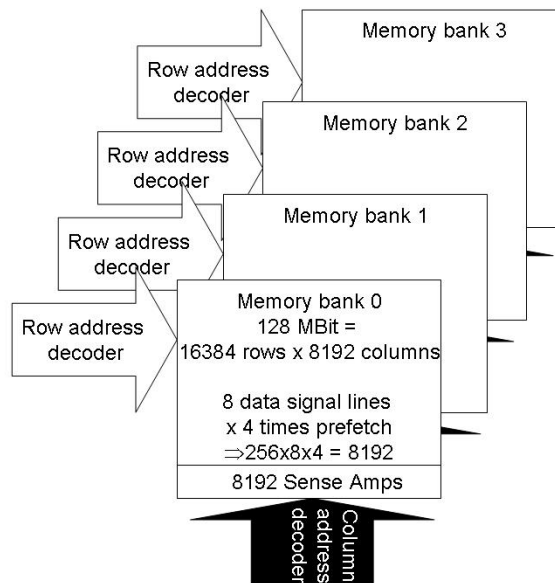 Memory bank 3
Row address
decoder
Memory bank 2
Row address
decoder
Memory bank 1
Row address
decoder
Memory bank 0
128 MBit =
16384 rows x 8192 columns
Row address
decoder
8 data signal lines
x 4 times prefetch
⇒256x8x4 = 8192
8192 Sense Amps
Column
address
decoder